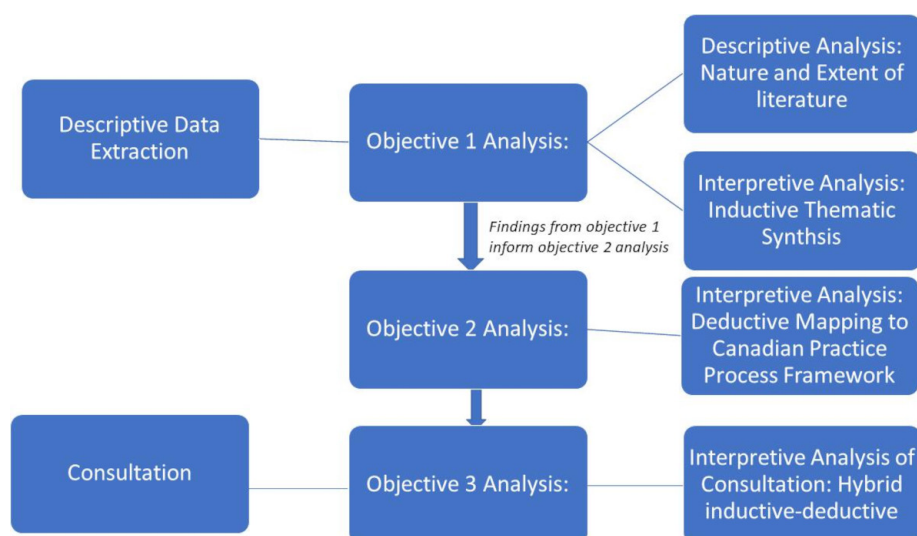 Descriptive Data
Extraction
Objective 1 Analysis:
Descriptive Analysis:
Nature and Extent of
literature
Interpretive Analysis:
Inductive Thematic
Synthsis
Findings from objective 1
inform objective 2 analysis
Objective 2 Analysis:
Interpretive Analysis:
Deductive Mapping to
Canadian Practice
Process Framework
Consultation
Objective 3 Analysis:
Interpretive Analysis of
Consultation: Hybrid
inductive-deductive